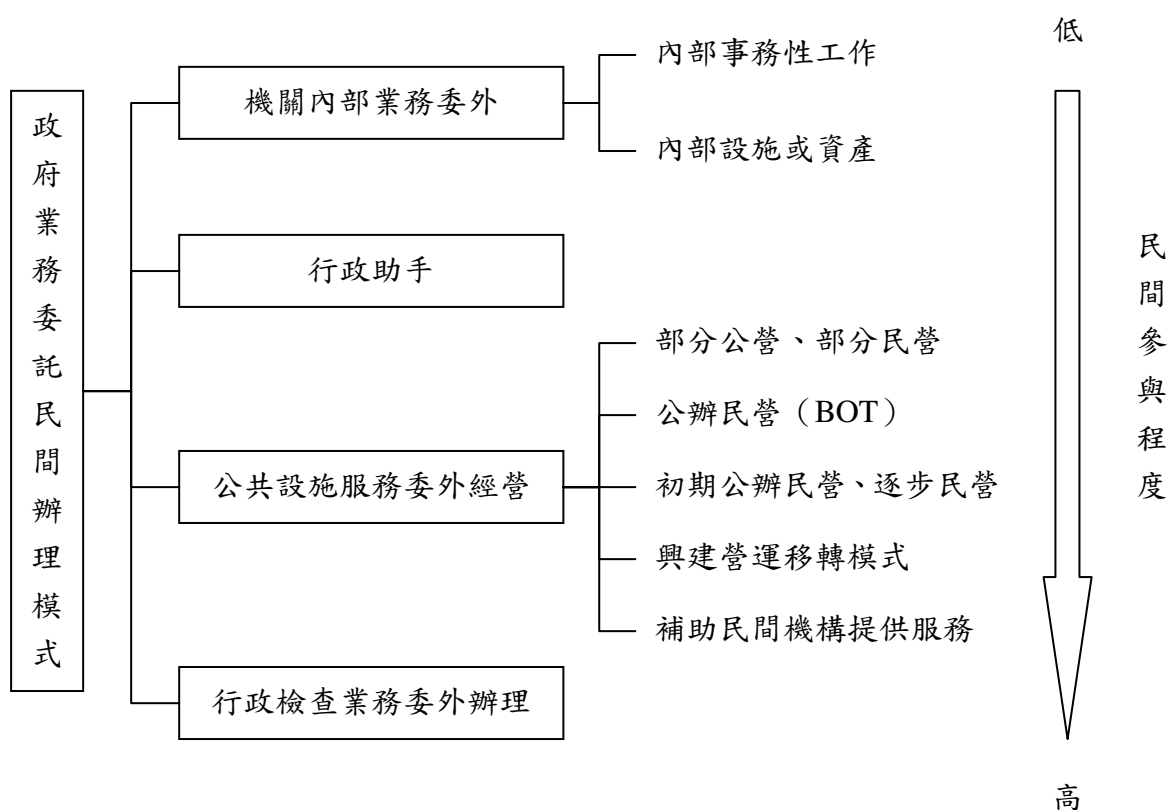 政府業務委託民間辦理模式
機關內部業務委外
內部事務性工作
內部設施或資產
行政助手
公共設施服務委外經營
部分公營、部分民營
公辦民營（BOT）
初期公辦民營、逐步民營
興建營運移轉模式
補助民間機構提供服務
行政檢查業務委外辦理
低
民間參與程度
高